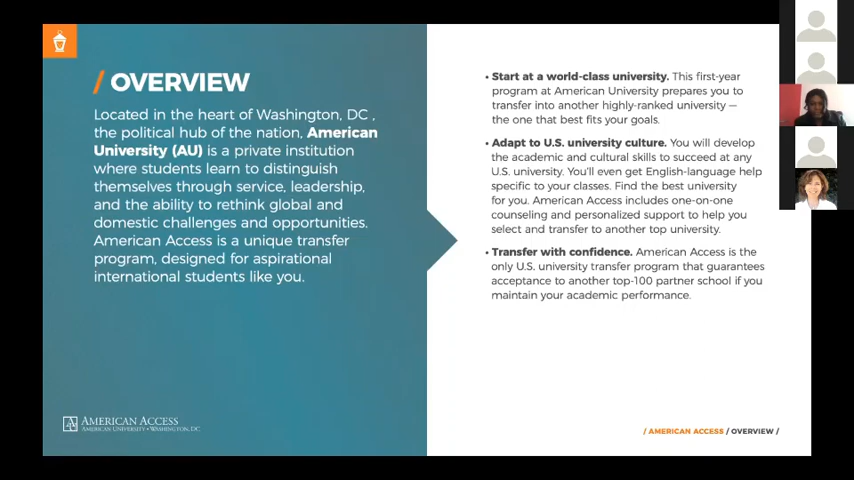 / OVERVIEW
Located in the heart of Washington, DC ,
the political hub of the nation, American
University (AU) is a private institution
where students learn to distinguish
themselves through service, leadership,
and the ability to rethink global and
domestic challenges and opportunities.
American Access is a unique transfer
program, designed for aspirational
international students like you.
AMERICAN ACCESS
AMERICAN UNIVERSITY • WASHINGTON, DC
• Start at a world-class university. This first-year
program at American University prepares you to
transfer into another highly-ranked university —
the one that best fits your goals.
• Adapt to U.S. university culture. You will develop
the academic and cultural skills to succeed at any
U.S. university. You'll even get English-language help
specific to your classes. Find the best university
for you. American Access includes one-on-one
counseling and personalized support to help you
select and transfer to another top university.
• Transfer with confidence. American Access is the
only U.S. university transfer program that guarantees
acceptance to another top-100 partner school if you
maintain your academic performance.
/ AMERICAN ACCESS / OVERVIEW /